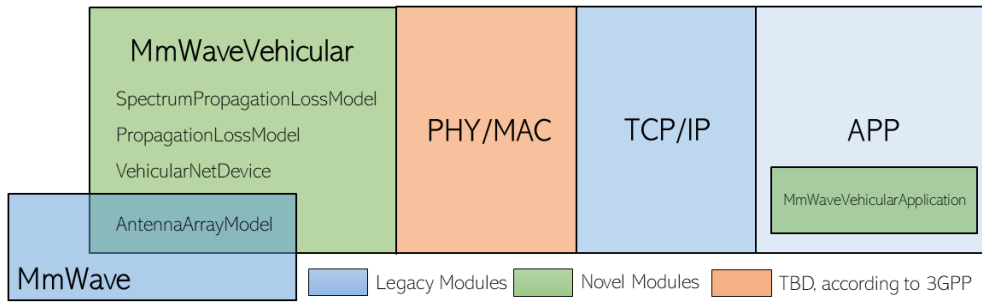 MmWaveVehicular
SpectrumPropagationLossModel
PropagationLossModel
VehicularNetDevice
AntennaArrayModel
MmWave
PHY/MAC
TCP/IP
APP
MmWaveVehicularApplication
Legacy Modules
Novel Modules
TBD, according to 3GPP